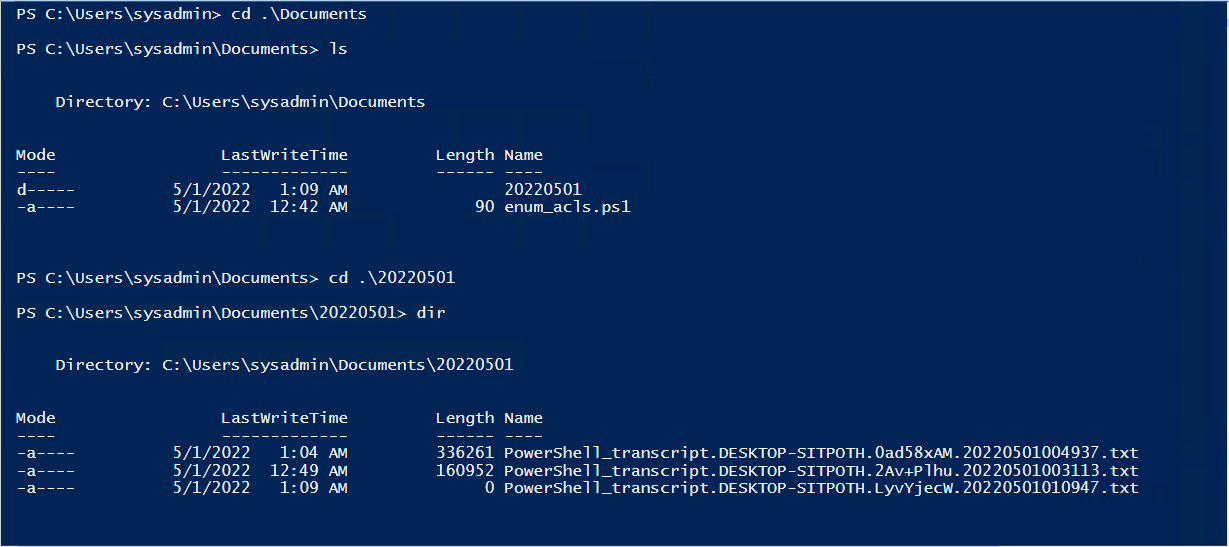 PS C:\Users\sysadmin> cd .\Documents
PS C:\Users\sysadmin\Documents> ls
Directory: C:\Users\sysadmin\Documents
Mode LastWriteTime Length Name
---- ------------- ------ ----
d----- 5/1/2022 1:09 AM 20220501
-a---- 5/1/2022 12:42 AM 90 enum_acls.ps1
PS C:\Users\sysadmin\Documents> cd .\20220501
PS C:\Users\sysadmin\Documents\20220501> dir
Directory: C:\Users\sysadmin\Documents\20220501
Mode LastWriteTime Length Name
---- ------------- ------ ----
-a---- 5/1/2022 1:04 AM 336261 PowerShell_transcript.DESKTOP-SITPOTH.0ad58xAM.20220501004937.txt
-a---- 5/1/2022 12:49 AM 160952 PowerShell_transcript.DESKTOP-SITPOTH.2Av+Plhu.20220501003113.txt
-a---- 5/1/2022 1:09 AM 0 PowerShell_transcript.DESKTOP-SITPOTH.LyvYjecW.20220501010947.txt